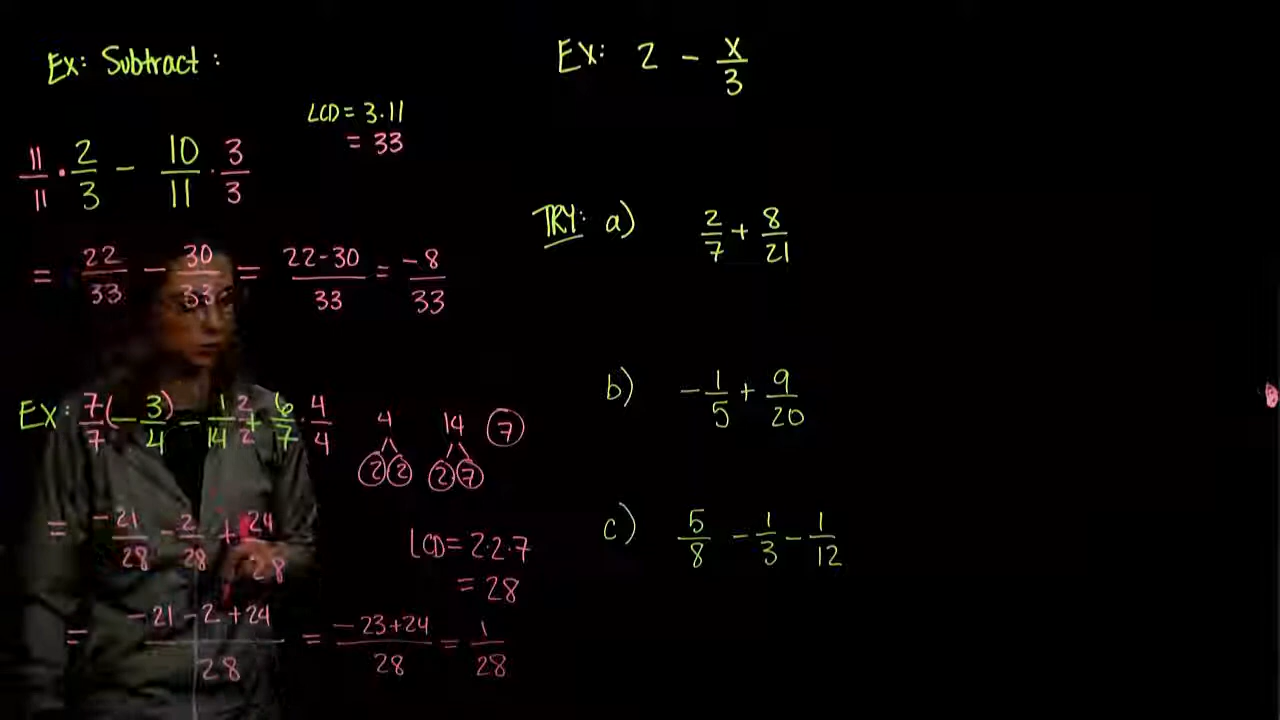 Ex: Subtract:
LCD = 3·11
= 33
11/11 · 2/3 - 10/11 · 3/3
= 22/33 - 30/33 = 22-30/33 = -8/33
EX: 7/7(-3/4) - 1/14 2/2 + 6/7 · 4/4
4 14 7
2 2 2 7
= -21/28 - 2/28 + 24/28
LCD = 2·2·7
= 28
= -21-2+24/28 = -23+24/28 = 1/28
EX: 2 - x/3
TRY: a) 2/7 + 8/21
b) -1/5 + 9/20
c) 5/8 - 1/3 - 1/12